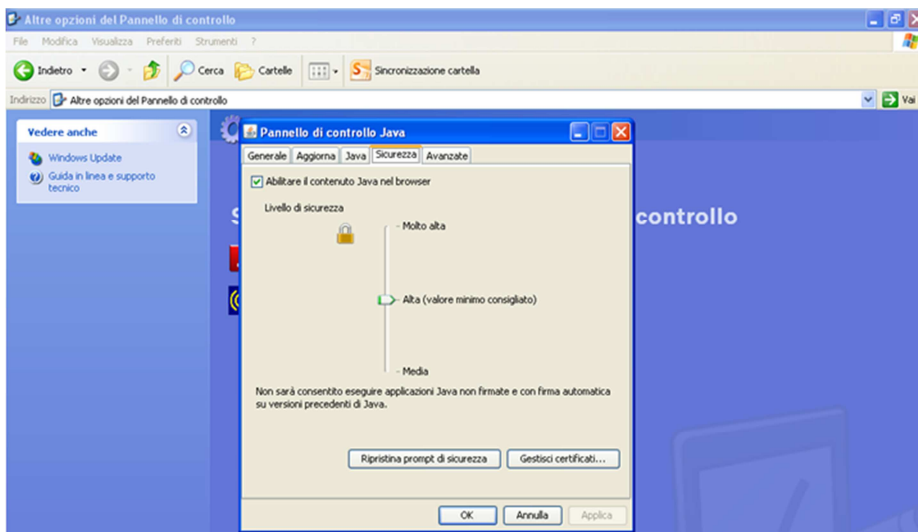 Altre opzioni del Pannello di controllo
File Modifica Visualizza Preferiti Strumenti ?
Indietro Cerca Cartelle Sincronizzazione cartella
Indirizzo Altre opzioni del Pannello di controllo Vai
Vedere anche
Windows Update
Guida in linea e supporto
tecnico
controllo
Pannello di controllo Java
Generale Aggiorna Java Sicurezza Avanzate
Abilitare il contenuto Java nel browser
Livello di sicurezza
- Molto alta
- Alta (valore minimo consigliato)
- Media
Non sarà consentito eseguire applicazioni Java non firmate e con firma automatica
su versioni precedenti di Java.
Ripristina prompt di sicurezza Gestisci certificati...
OK Annulla Applica